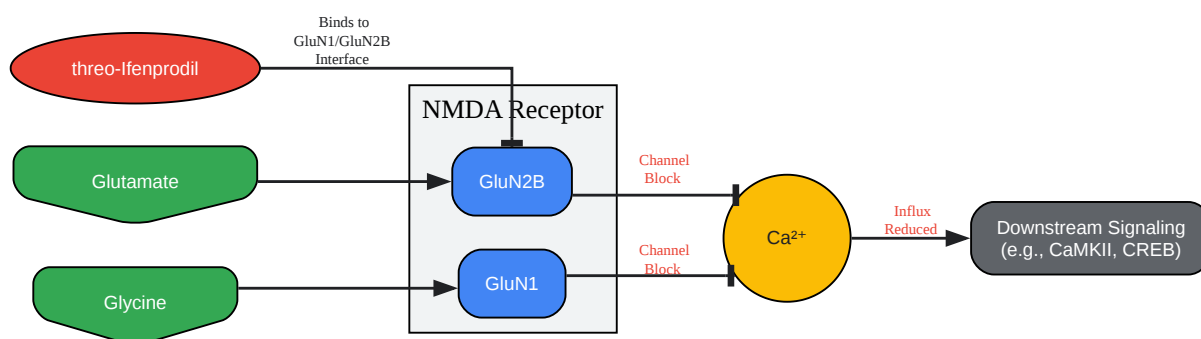 Binds to
GluN1/GluN2B
Interface
threo-Ifenprodil
NMDA Receptor
Glutamate
GluN2B
Channel
Block
Ca²⁺
Influx
Reduced
Downstream Signaling
(e.g., CaMKII, CREB)
Glycine
GluN1
Channel
Block